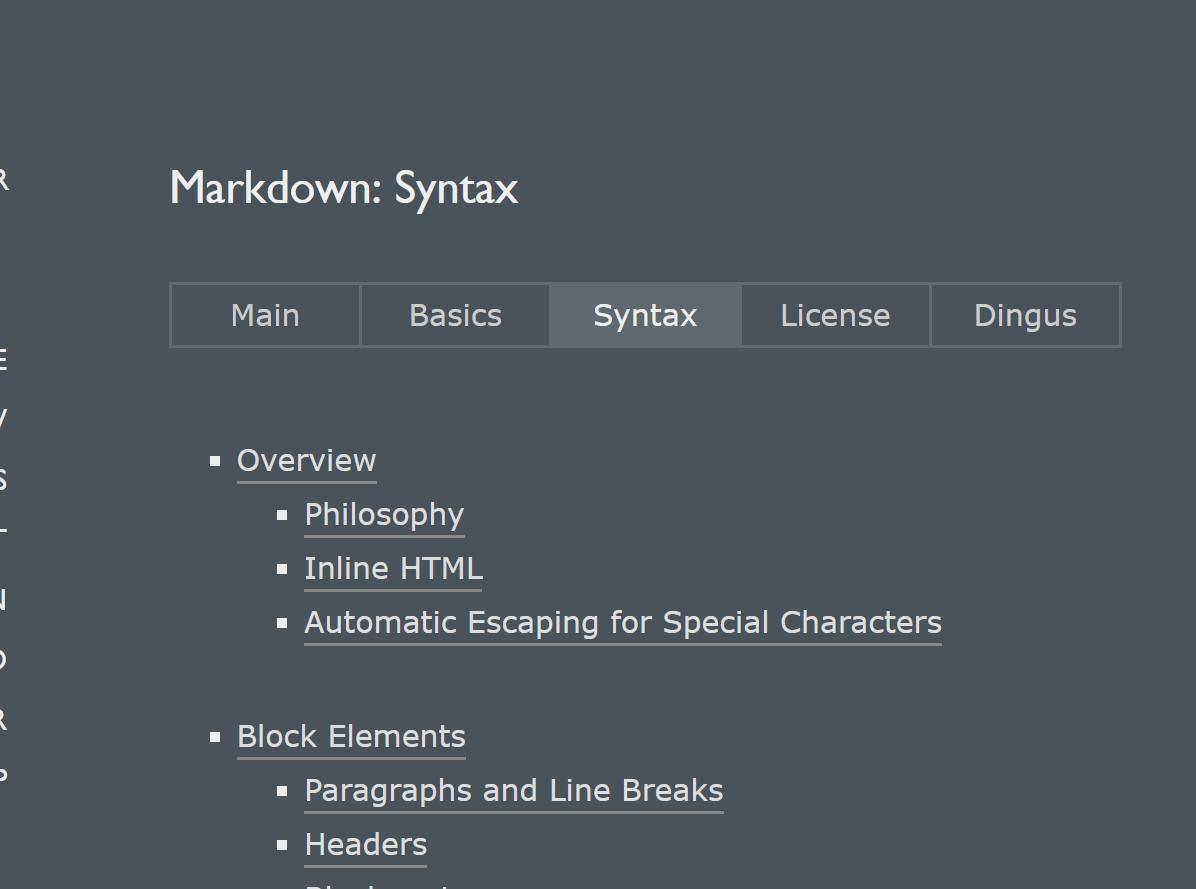 Markdown: Syntax
Main Basics Syntax License Dingus
Overview
Philosophy
Inline HTML
Automatic Escaping for Special Characters
Block Elements
Paragraphs and Line Breaks
Headers